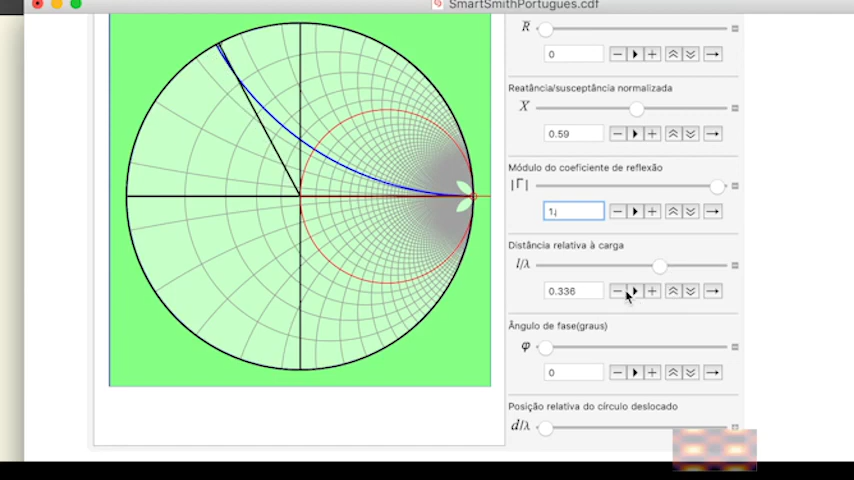 SmartSmithPortugues.cdf
R
0
Reatância/susceptância normalizada
X
0.59
Módulo do coeficiente de reflexão
|Γ|
1
Distância relativa à carga
l/λ
0.336
Ângulo de fase(graus)
φ
0
Posição relativa do círculo deslocado
d/λ